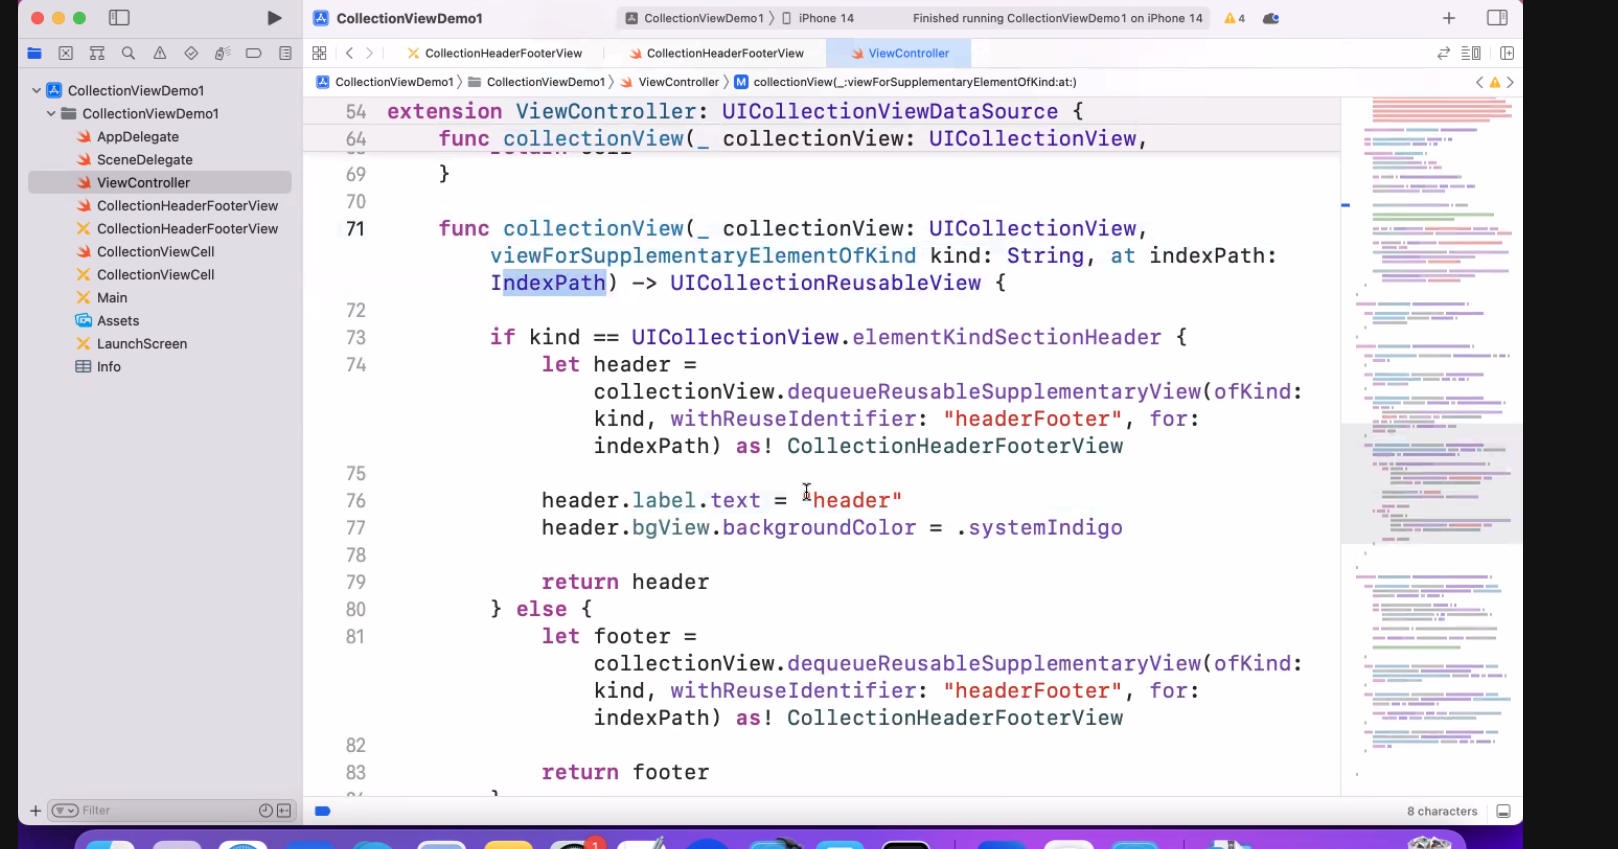 CollectionViewDemo1
CollectionViewDemo1 〉 iPhone 14
Finished running CollectionViewDemo1 on iPhone 14
4
CollectionHeaderFooterView
CollectionHeaderFooterView
ViewController
CollectionViewDemo1 〉 CollectionViewDemo1 〉 ViewController 〉 M collectionView(_:viewForSupplementaryElementOfKind:at:)
CollectionViewDemo1
CollectionViewDemo1
AppDelegate
SceneDelegate
ViewController
CollectionHeaderFooterView
CollectionHeaderFooterView
CollectionViewCell
CollectionViewCell
Main
Assets
LaunchScreen
Info
Filter
54 extension ViewController: UICollectionViewDataSource {
64 func collectionView(_ collectionView: UICollectionView,
69 }
70
71 func collectionView(_ collectionView: UICollectionView,
viewForSupplementaryElementOfKind kind: String, at indexPath:
IndexPath) -> UICollectionReusableView {
72
73 if kind == UICollectionView.elementKindSectionHeader {
74 let header =
collectionView.dequeueReusableSupplementaryView(ofKind:
kind, withReuseIdentifier: "headerFooter", for:
indexPath) as! CollectionHeaderFooterView
75
76 header.label.text = "header"
77 header.bgView.backgroundColor = .systemIndigo
78
79 return header
80 } else {
81 let footer =
collectionView.dequeueReusableSupplementaryView(ofKind:
kind, withReuseIdentifier: "headerFooter", for:
indexPath) as! CollectionHeaderFooterView
82
83 return footer
8 characters
1